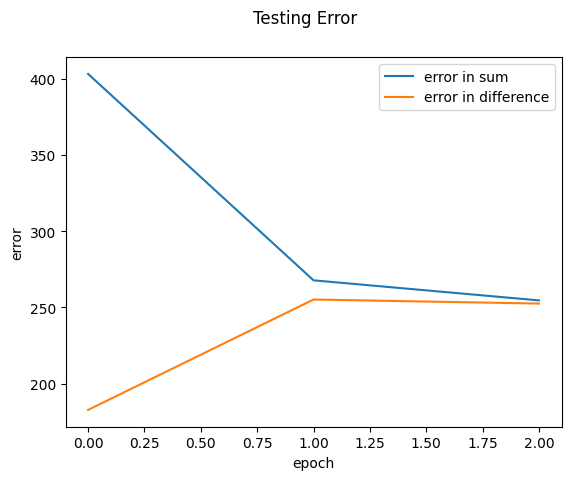 Testing Error
error in sum
error in difference
400
350
300
250
200
error
0.00 0.25 0.50 0.75 1.00 1.25 1.50 1.75 2.00
epoch